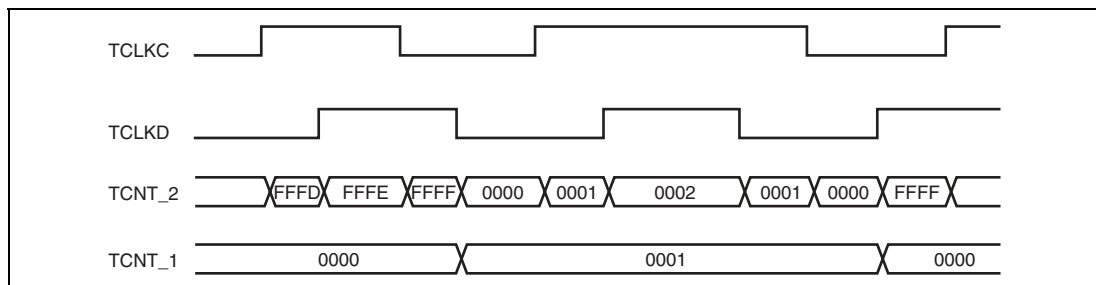 TCLKC
TCLKD
TCNT_2 FFFD FFFE FFFF 0000 0001 0002 0001 0000 FFFF
TCNT_1 0000 0001 0000